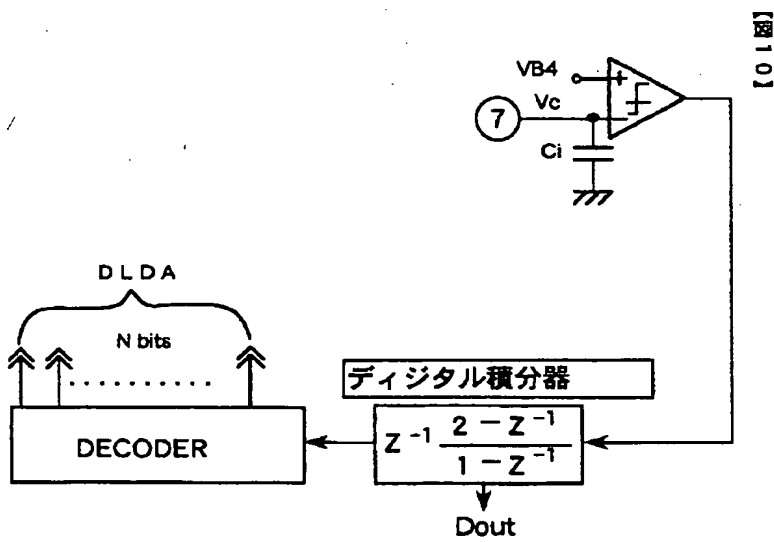 【図10】
VB4
+
Vc
7
Ci
DLDA
N bits
ディジタル積分器
DECODER
Z⁻¹ 2 − Z⁻¹
1 − Z⁻¹
Dout